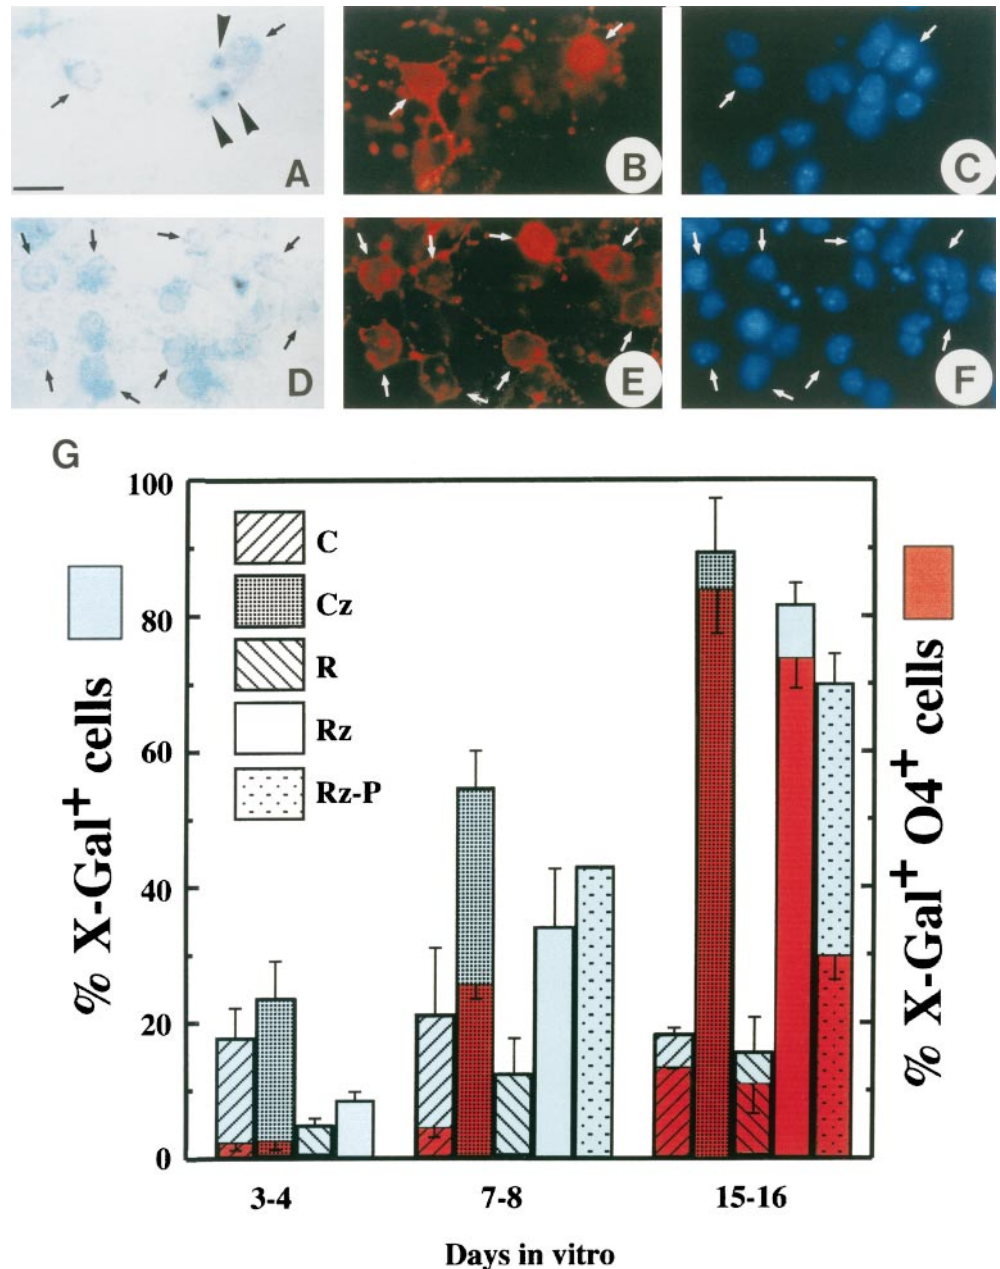 A
B
C
D
E
F
G
100
80
60
40
20
0
% X-Gal+ cells
C
Cz
R
Rz
Rz-P
% X-Gal+ O4+ cells
3-4
7-8
15-16
Days in vitro